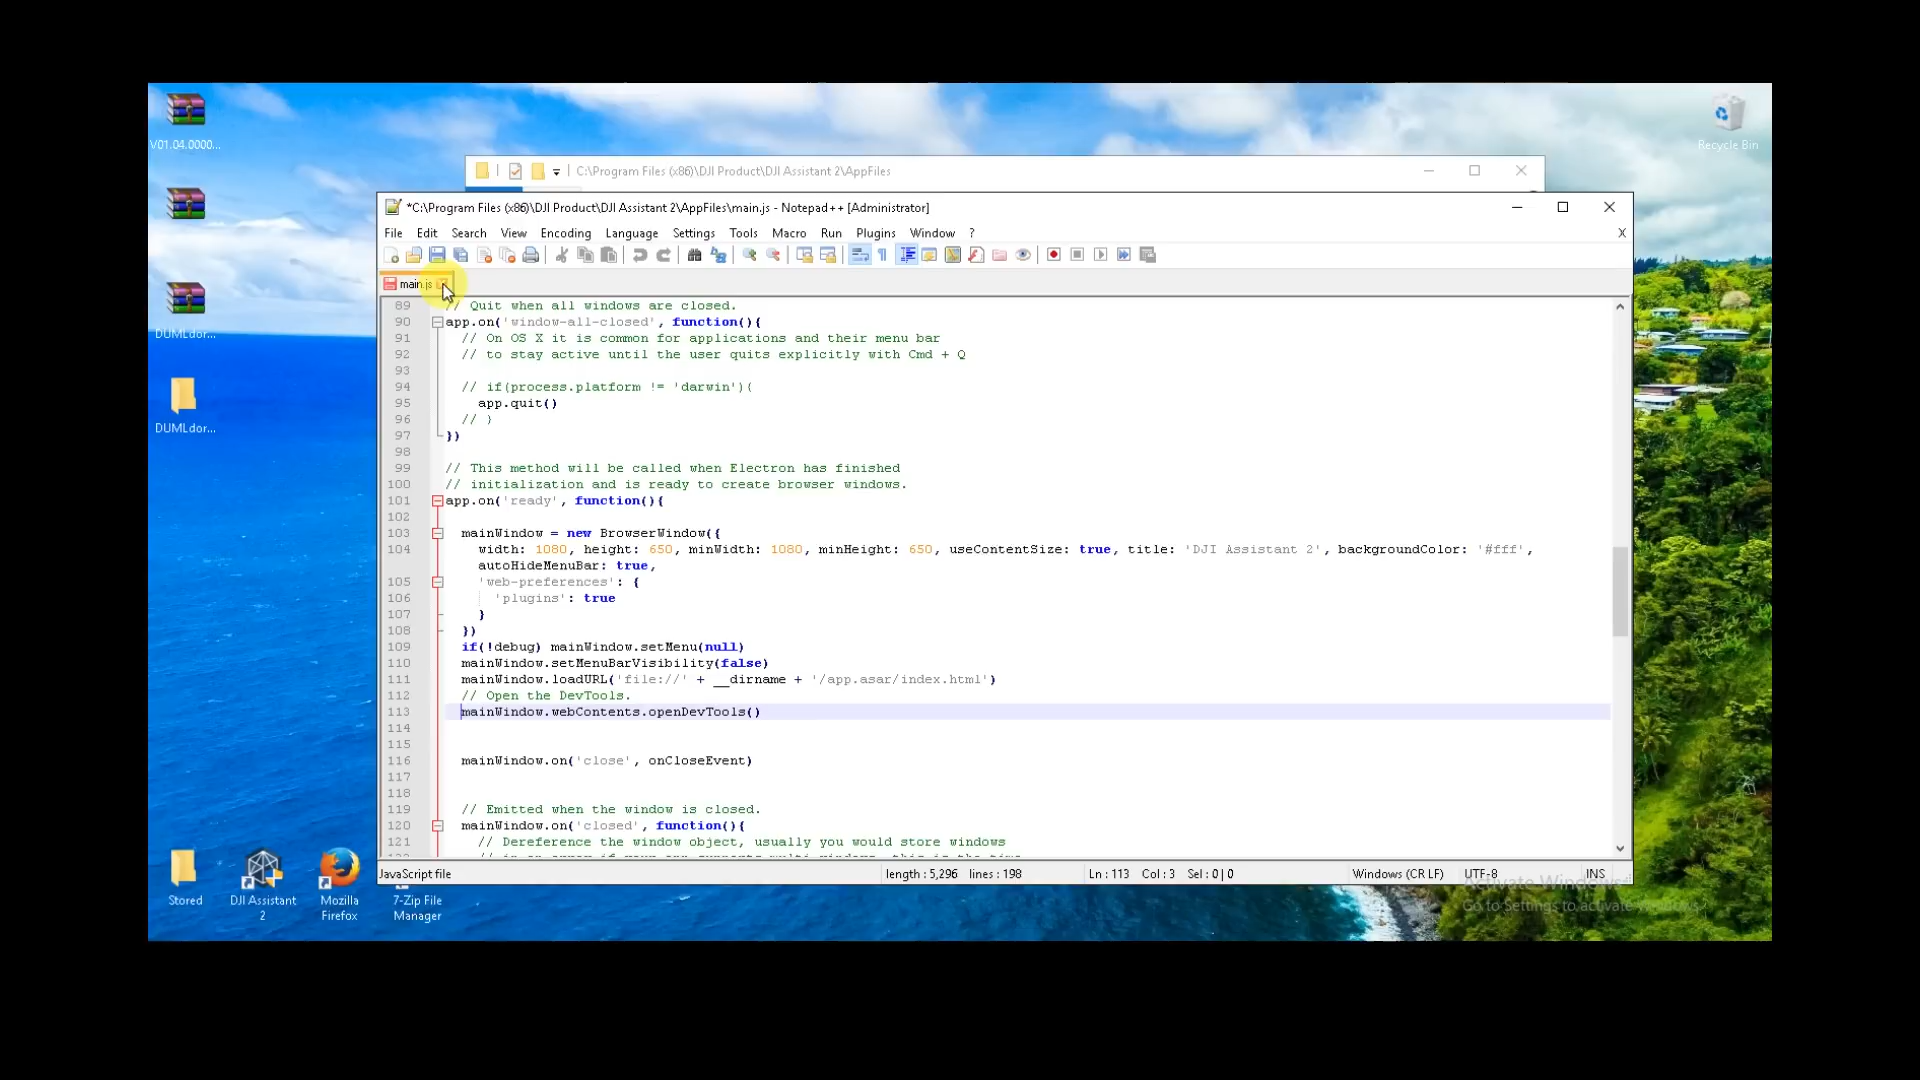 V01.04.0000...
Recycle Bin
C:\Program Files (x86)\DJI Product\DJI Assistant 2\AppFiles
*C:\Program Files (x86)\DJI Product\DJI Assistant 2\AppFiles\main.js - Notepad++ [Administrator]
File Edit Search View Encoding Language Settings Tools Macro Run Plugins Window ? X
main.js
89 // Quit when all windows are closed.
90 app.on('window-all-closed', function(){
91 // On OS X it is common for applications and their menu bar
92 // to stay active until the user quits explicitly with Cmd + Q
93
94 // if(process.platform != 'darwin'){
95 app.quit()
96 // }
97 })
98
99 // This method will be called when Electron has finished
100 // initialization and is ready to create browser windows.
101 app.on('ready', function(){
102
103 mainWindow = new BrowserWindow({
104 width: 1080, height: 650, minWidth: 1080, minHeight: 650, useContentSize: true, title: 'DJI Assistant 2', backgroundColor: '#fff',
autoHideMenuBar: true,
105 'web-preferences': {
106 'plugins': true
107 }
108 })
109 if(!debug) mainWindow.setMenu(null)
110 mainWindow.setMenuBarVisibility(false)
111 mainWindow.loadURL('file://' + __dirname + '/app.asar/index.html')
112 // Open the DevTools.
113 mainWindow.webContents.openDevTools()
114
115
116 mainWindow.on('close', onCloseEvent)
117
118
119 // Emitted when the window is closed.
120 mainWindow.on('closed', function(){
121 // Dereference the window object, usually you would store windows
JavaScript file length : 5,296 lines : 198 Ln : 113 Col : 3 Sel : 0 | 0 Windows (CR LF) UTF-8 INS
Activate Windows
Go to Settings to activate Windows.
DUMLdor...
DUMLdor...
Stored
DJI Assistant
2
Mozilla
Firefox
7-Zip File
Manager